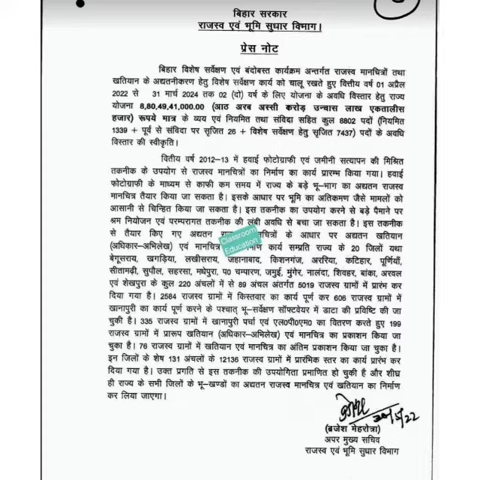 बिहार सरकार
राजस्व एवं भूमि सुधार विभाग।
प्रेस नोट
बिहार विशेष सर्वेक्षण एवं बंदोबस्त कार्यक्रम अन्तर्गत राजस्व मानचित्रों तथा
खतियान के अद्यतनीकरण हेतु विशेष सर्वेक्षण कार्य को चालू रखते हुए वित्तीय वर्ष 01 अप्रैल
2022 से 31 मार्च 2024 तक 02 (दो) वर्ष के लिए योजना के अवधि विस्तार हेतु राज्य
योजना 8,80,49,41,000.00 (आठ अरब अस्सी करोड़ उन्चास लाख एकतालीस
हजार) रूपये मात्र के व्यय एवं नियमित तथा संविदा सहित कुल 8802 पदों (नियमित
1339 + पूर्व से संविदा पर सृजित 26 + विशेष सर्वेक्षण हेतु सृजित 7437) पदों के अवधि
विस्तार की स्वीकृति।
वितीय वर्ष 2012-13 में हवाई फोटोग्राफी एवं जमीनी सत्यापन की मिश्रित
तकनीक के उपयोग से राजस्व मानचित्रों का निर्माण का कार्य प्रारम्भ किया गया। हवाई
फोटोग्राफी के माध्यम से काफी कम समय में राज्य के बड़े भू-भाग का अद्यतन राजस्व
मानचित्र तैयार किया जा सकता है। इसके आधार पर भूमि का अतिक्रमण जैसे मामलों को
आसानी से चिन्हित किया जा सकता है। इस तकनीक का उपयोग करने से बड़े पैमाने पर
श्रम नियोजन एवं परम्परागत तकनीक की लंबी अवधि से बचा जा सकता है। इस तकनीक
से तैयार किए गए अद्यतन मानचित्रों के आधार पर अद्यतन खतियान
(अधिकार-अभिलेख) एवं मानचित्र कार्य सम्प्रति राज्य के 20 जिलों यथा
बेगूसराय, खगड़िया, लखीसराय, जहानाबाद, किशनगंज, अररिया, कटिहार, पूर्णियाँ,
सीतामढ़ी, सुपौल, सहरसा, मधेपुरा, प० चम्पारण, जमुई, मुंगेर, नालंदा, शिवहर, बांका, अरवल
एवं शेखपुरा के कुल 220 अंचलों में से 89 अंचल अंतर्गत 5019 राजस्व ग्रामों में प्रारंभ कर
दिया गया है। 2584 राजस्व ग्रामों में किस्तवार का कार्य पूर्ण कर 606 राजस्व ग्रामों में
खानापुरी का कार्य पूर्ण करने के पश्चात् भू-सर्वेक्षण सॉफ्टवेयर में डाटा की प्रविष्टि की जा
चुकी है। 335 राजस्व ग्रामों में खानापुरी पर्चा एवं एल०पी०एम० का वितरण करते हुए 199
राजस्व ग्रामों में प्रारूप खतियान (अधिकार-अभिलेख) एवं मानचित्र का प्रकाशन किया जा
चुका है। 76 राजस्व ग्रामों में खतियान एवं मानचित्र का अंतिम प्रकाशन किया जा चुका है।
इन जिलों के शेष 131 अंचलों के 12136 राजस्व ग्रामों में प्रारंभिक स्तर का कार्य प्रारंभ कर
दिया गया है। उक्त प्रगति से इस तकनीक की उपयोगिता प्रमाणित हो चुकी है और शीघ्र
ही राज्य के सभी जिलों के भू-खण्डों का अद्यतन राजस्व मानचित्र एवं खतियान का निर्माण
कर लिया जाएगा।
Classroom
Education
(ब्रजेश मेहरोत्रा)
अपर मुख्य सचिव
राजस्व एवं भूमि सुधार विभाग